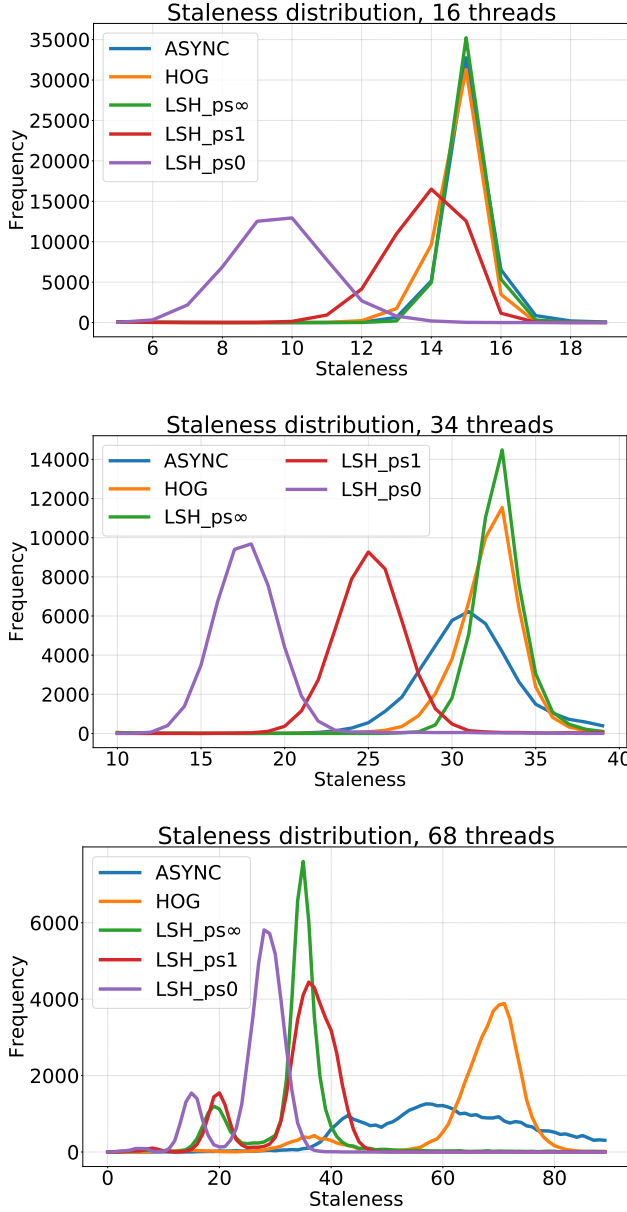 Staleness distribution, 16 threads
35000
30000
25000
20000
15000
10000
5000
0
Frequency
ASYNC
HOG
LSH_ps∞
LSH_ps1
LSH_ps0
6 8 10 12 14 16 18
Staleness
Staleness distribution, 34 threads
14000
12000
10000
8000
6000
4000
2000
0
Frequency
ASYNC LSH_ps1
HOG LSH_ps0
LSH_ps∞
10 15 20 25 30 35 40
Staleness
Staleness distribution, 68 threads
6000
4000
2000
0
Frequency
ASYNC
HOG
LSH_ps∞
LSH_ps1
LSH_ps0
0 20 40 60 80
Staleness